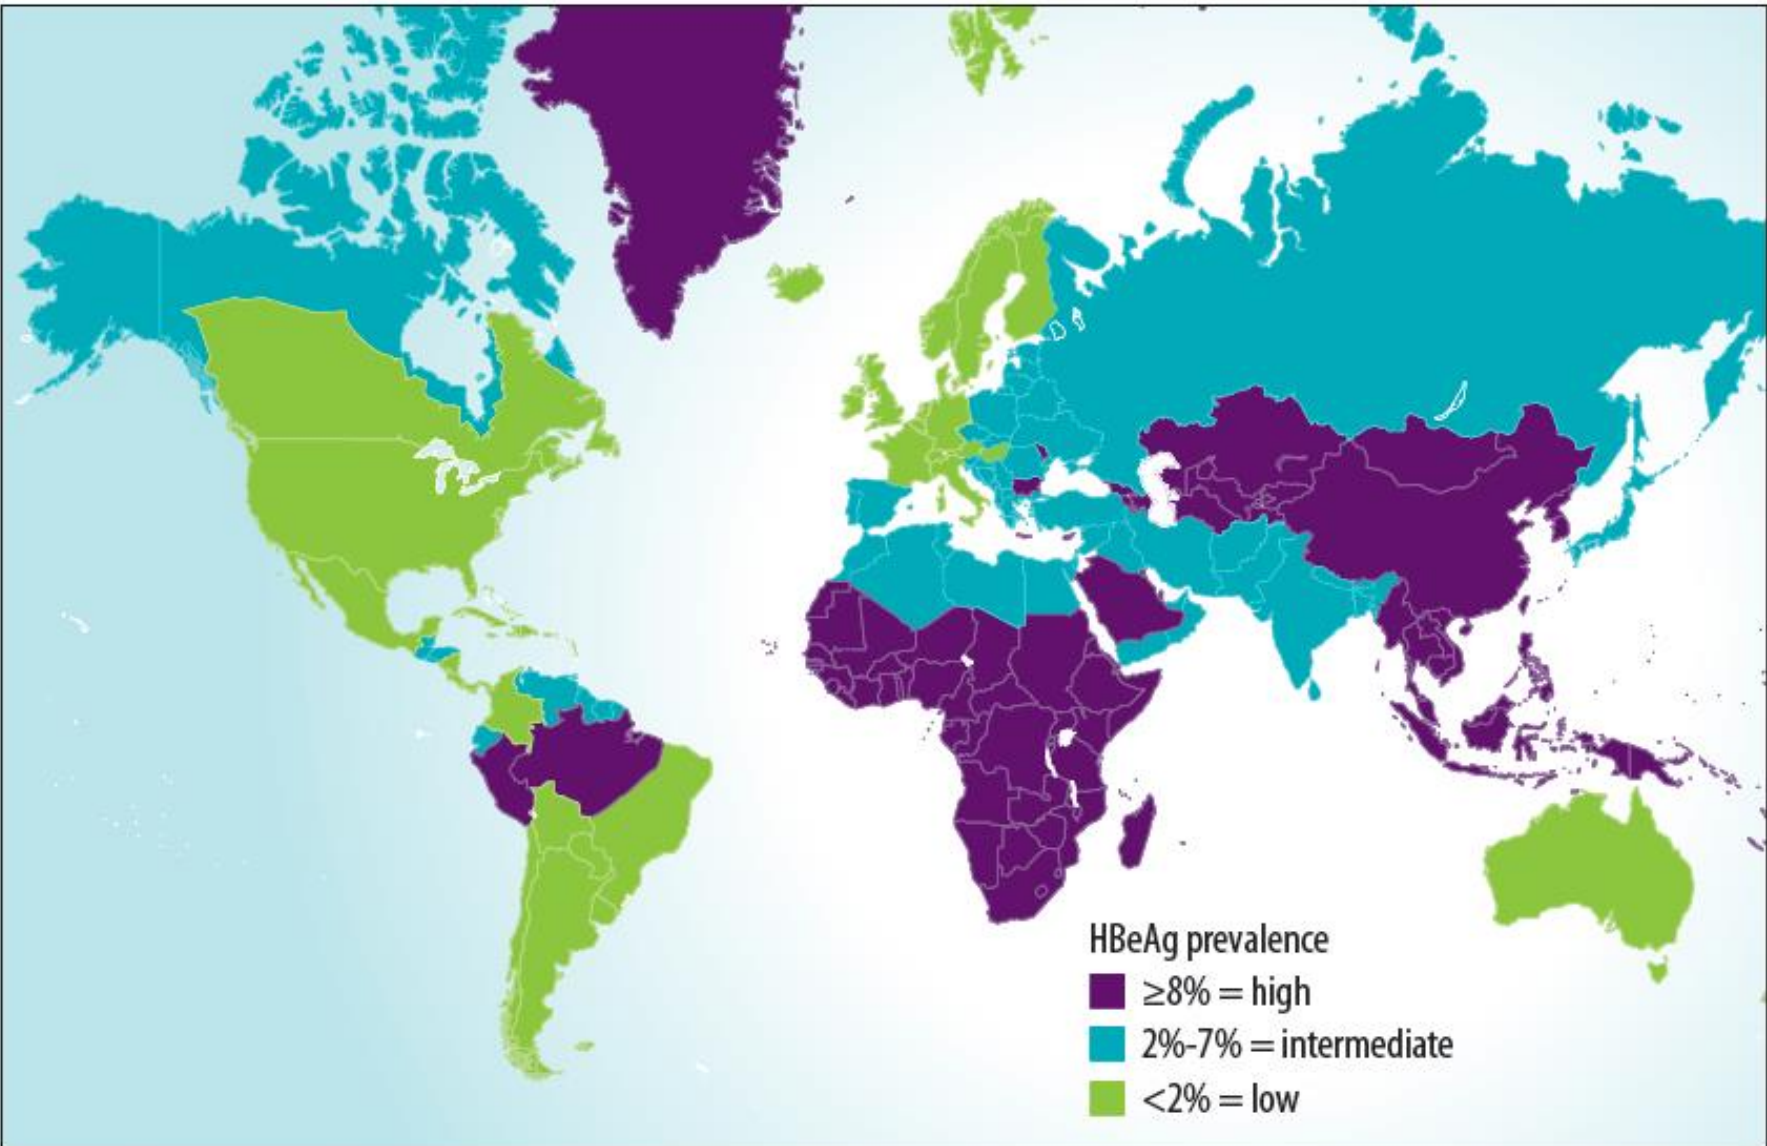 HBeAg prevalence
≥8% = high
2%-7% = intermediate
<2% = low